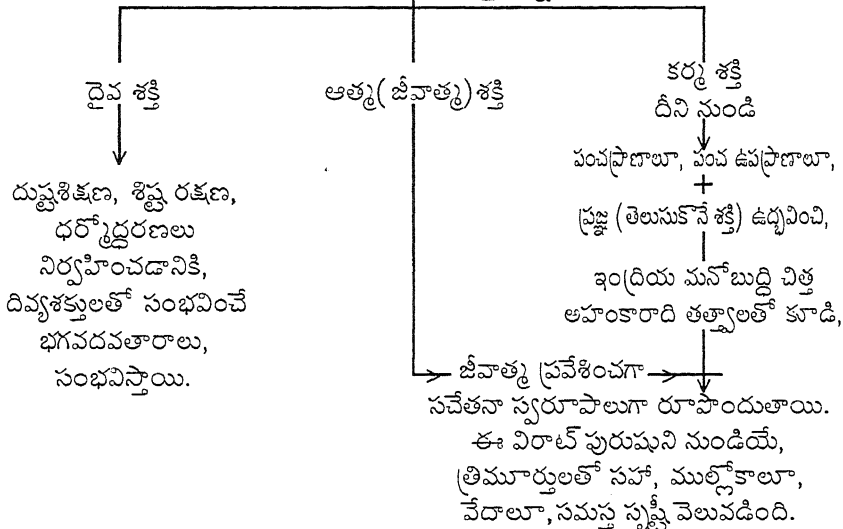 దైవ శక్తి
దుష్టశిక్షణ, శిష్ట రక్షణ,
ధర్మోద్ధరణలు
నిర్వహించడానికి,
దివ్యశక్తులతో సంభవించే
భగవదవతారాలు,
సంభవిస్తాయి.
ఆత్మ(జీవాత్మ)శక్తి
కర్మ శక్తి
దీని నుండి
పంచప్రాణాలూ, పంచ ఉపప్రాణాలూ,
+
ప్రజ్ఞ (తెలుసుకొనే శక్తి) ఉద్భవించి,
ఇంద్రియ మనోబుద్ధి చిత్త
అహంకారాది తత్త్వాలతో కూడి,
జీవాత్మ ప్రవేశించగా
సచేతనా స్వరూపాలుగా రూపొందుతాయి.
ఈ విరాట్ పురుషుని నుండియే,
త్రిమూర్తులతో సహా, ముల్లోకాలూ,
వేదాలూ, సమస్త సృష్టీ వెలువడింది.